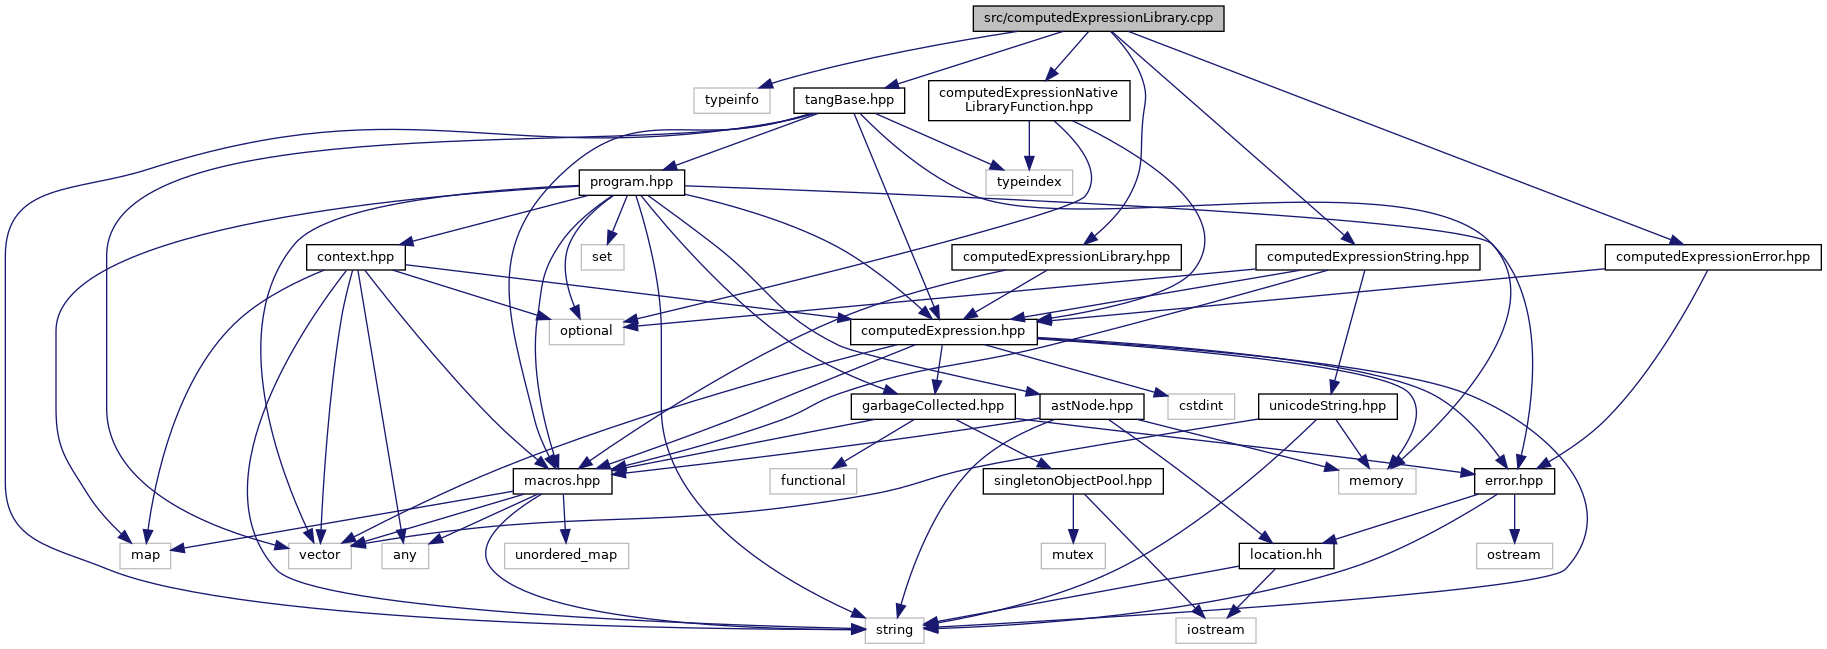 src/computedExpressionLibrary.cpp
typeinfo
tangBase.hpp
computedExpressionNative
LibraryFunction.hpp
program.hpp
typeindex
context.hpp
set
computedExpressionLibrary.hpp
computedExpressionString.hpp
computedExpressionError.hpp
optional
computedExpression.hpp
garbageCollected.hpp
astNode.hpp
cstdint
unicodeString.hpp
macros.hpp
functional
singletonObjectPool.hpp
memory
error.hpp
map
vector
any
unordered_map
mutex
location.hh
ostream
string
iostream